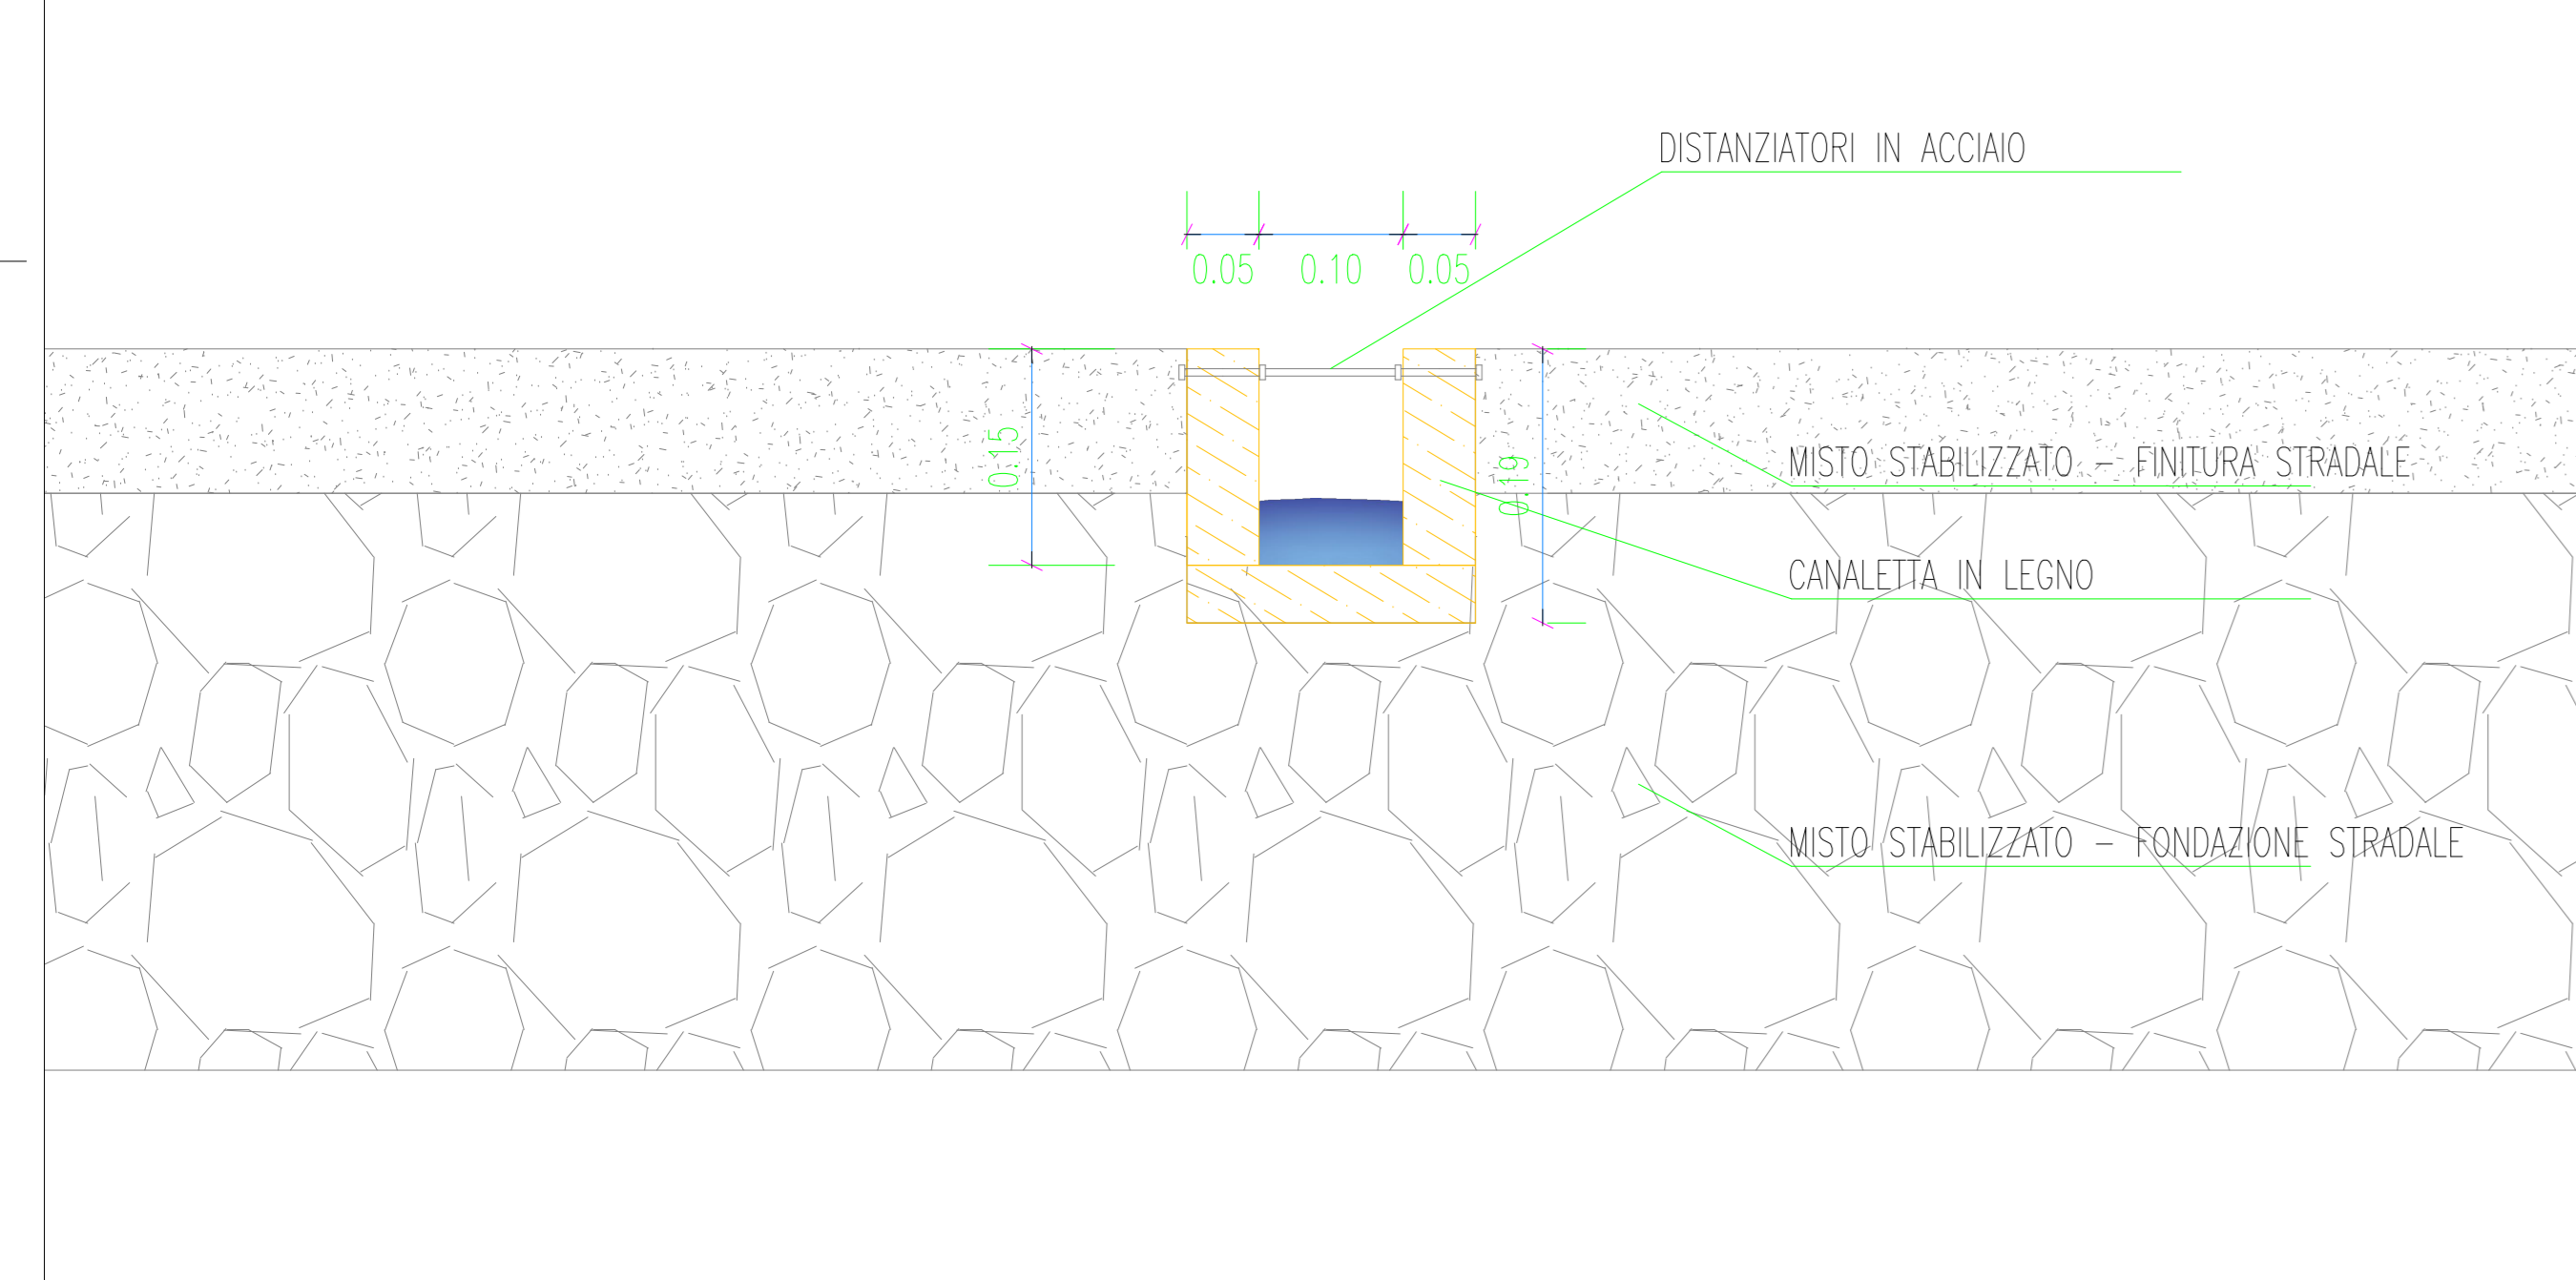 DISTANZIATORI IN ACCIAIO
0.05 0.10 0.05
0.15
0.19
MISTO STABILIZZATO – FINITURA STRADALE
CANALETTA IN LEGNO
MISTO STABILIZZATO – FONDAZIONE STRADALE